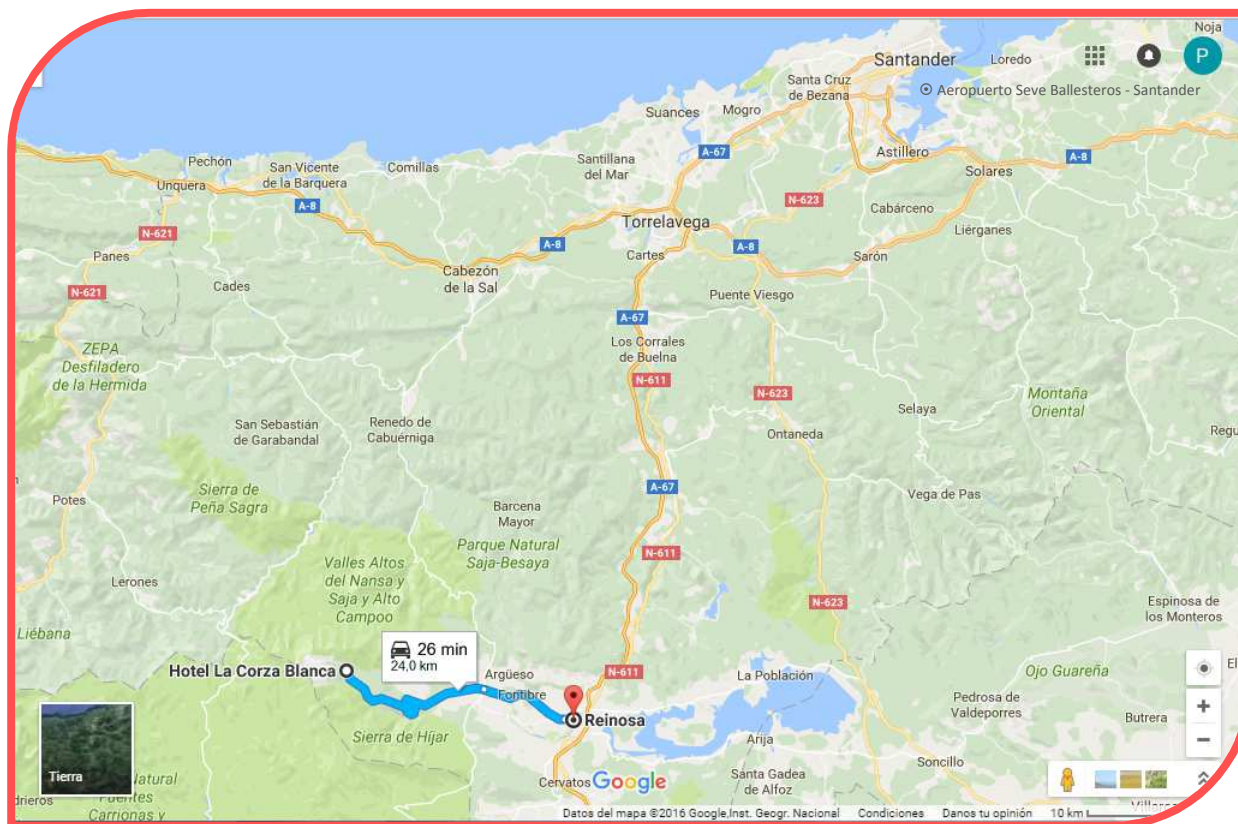 Noja
Santander
Loredo
P
Santa Cruz
de Bezana
Aeropuerto Seve Ballesteros - Santander
Suances
Mogro
A-67
Astillero
A-8
Pechón
San Vicente
de la Barquera
Comillas
Santillana
del Mar
Solares
Unquera
A-8
N-623
Cabárceno
N-621
Torrelavega
Liérganes
A-8
A-8
Panes
Cartes
Sarón
Cabezón
de la Sal
N-621
Cades
Puente Viesgo
A-67
Los Corrales
de Buelna
ZEPA
Desfiladero
de la Hermida
N-611
N-623
Montaña
Oriental
Selaya
San Sebastián
de Garabandal
Renedo de
Cabuérniga
Ontaneda
Regu
Sierra de
Peña Sagra
A-67
Potes
Vega de Pas
Barcena
Mayor
Parque Natural
Saja-Besaya
N-611
Valles Altos
del Nansa y
Saja y Alto
Campoo
Lerones
N-623
Espinosa de
los Monteros
Liébana
26 min
24,0 km
Hotel La Corza Blanca
Argüeso
N-611
La Población
Ojo Guareña
El
Fontibre
Reinosa
Pedrosa de
Valdeporres
+
Butrera
Sierra de Híjar
Arija
−
Soncillo
Tierra
Natural
Fuentes
Carrionas y
drieros
Cervatos
Google
Santa Gadea
de Alfoz
Villarca
Datos del mapa ©2016 Google,Inst. Geogr. Nacional
Condiciones
Danos tu opinión
10 km